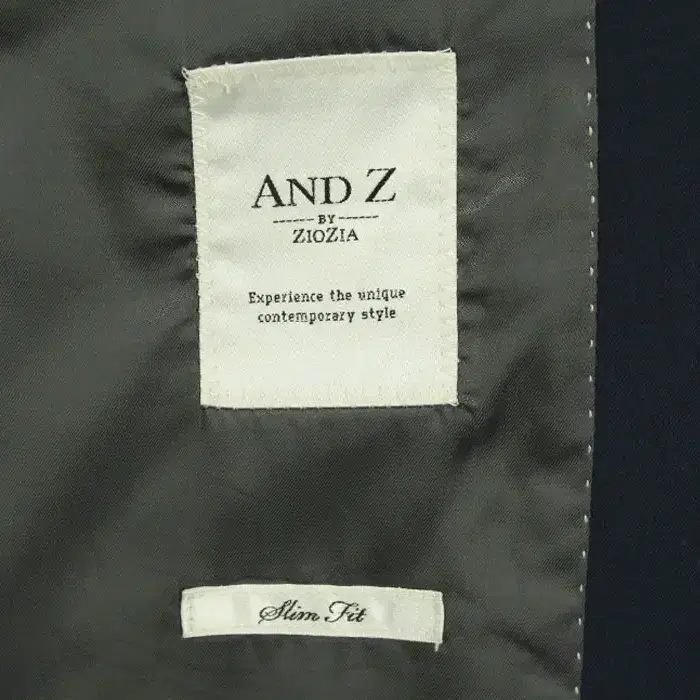 AND Z
BY
ZIOZIA
Experience the unique
contemporary style
Slim Fit